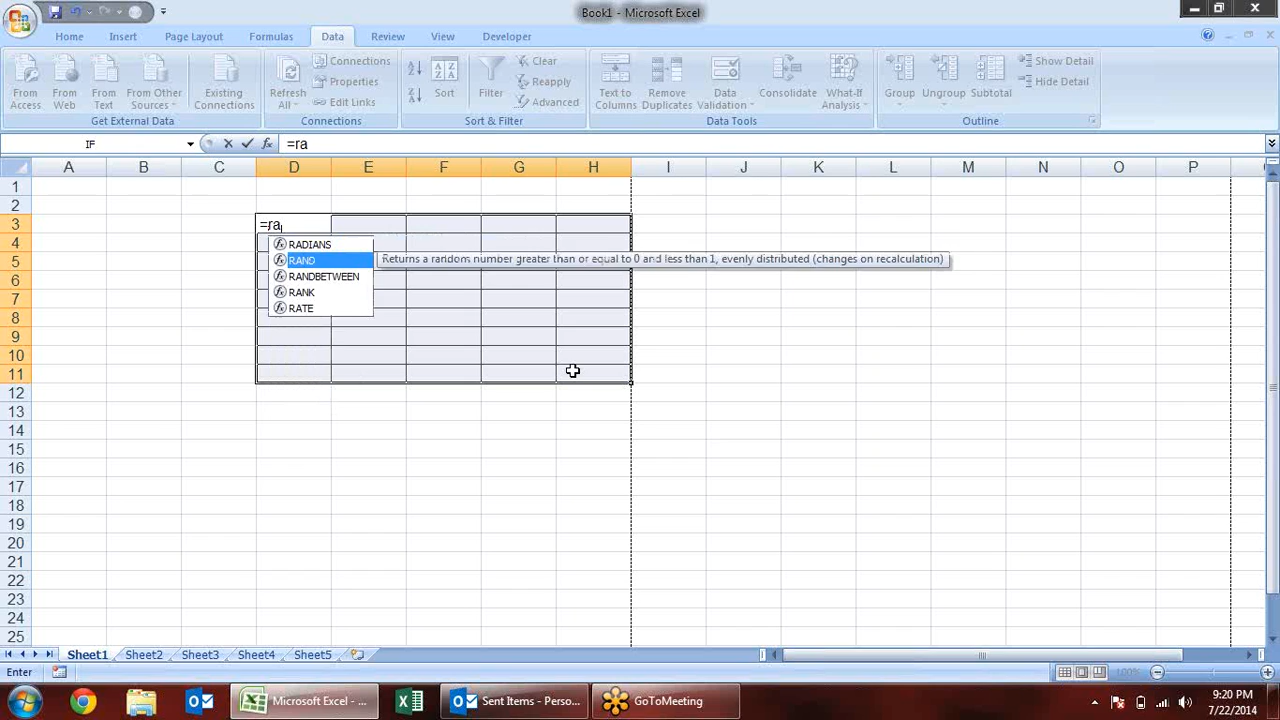 Book1 - Microsoft Excel
Home Insert Page Layout Formulas Data Review View Developer
From Access
From Web
From Text
From Other Sources
Existing Connections
Get External Data
Refresh All
Connections
Properties
Edit Links
Connections
Sort
Filter
Clear
Reapply
Advanced
Sort & Filter
Text to Columns
Remove Duplicates
Data Validation
Consolidate
What-If Analysis
Data Tools
Group
Ungroup
Subtotal
Show Detail
Hide Detail
Outline
IF =ra
A B C D E F G H I J K L M N O P
1
2
3 =ra
4 RADIANS
5 RAND Returns a random number greater than or equal to 0 and less than 1, evenly distributed (changes on recalculation)
6 RANDBETWEEN
7 RANK
8 RATE
9
10
11
12
13
14
15
16
17
18
19
20
21
22
23
24
25
Sheet1 Sheet2 Sheet3 Sheet4 Sheet5
Enter 100%
Microsoft Excel - ... Sent Items - Perso... GoToMeeting
9:20 PM
7/22/2014